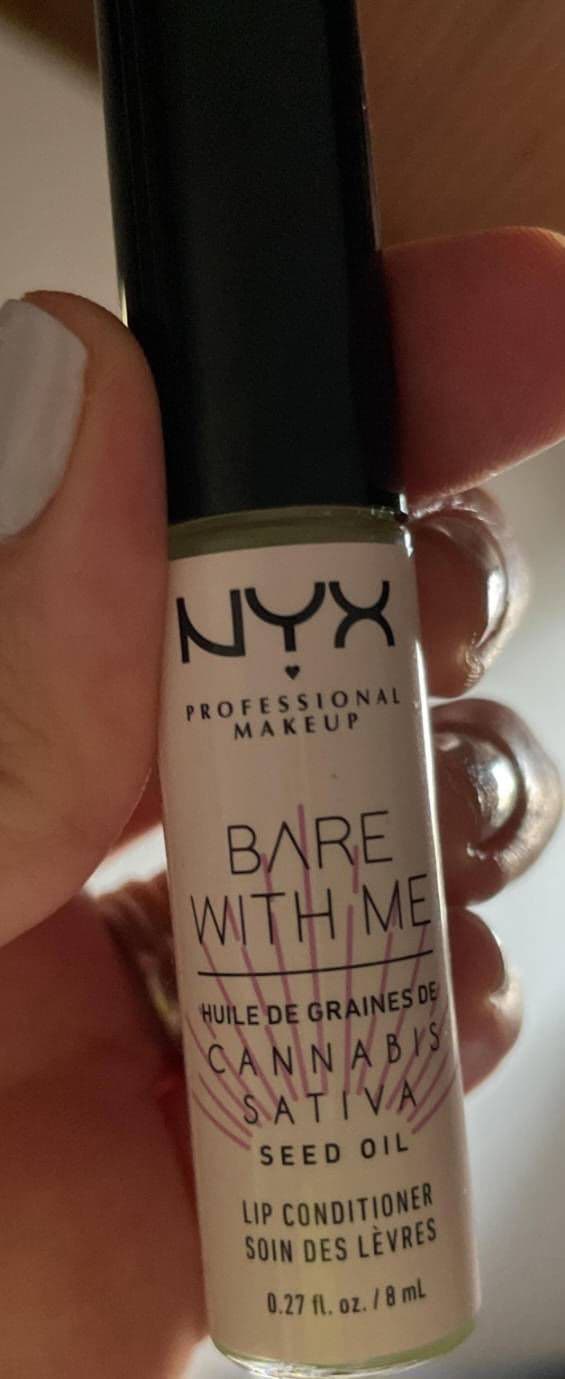 NYX
PROFESSIONAL
MAKEUP
BARE
WITH ME
HUILE DE GRAINES DE
CANNABIS
SATIVA
SEED OIL
LIP CONDITIONER
SOIN DES LÈVRES
0.27 fl. oz. / 8 mL